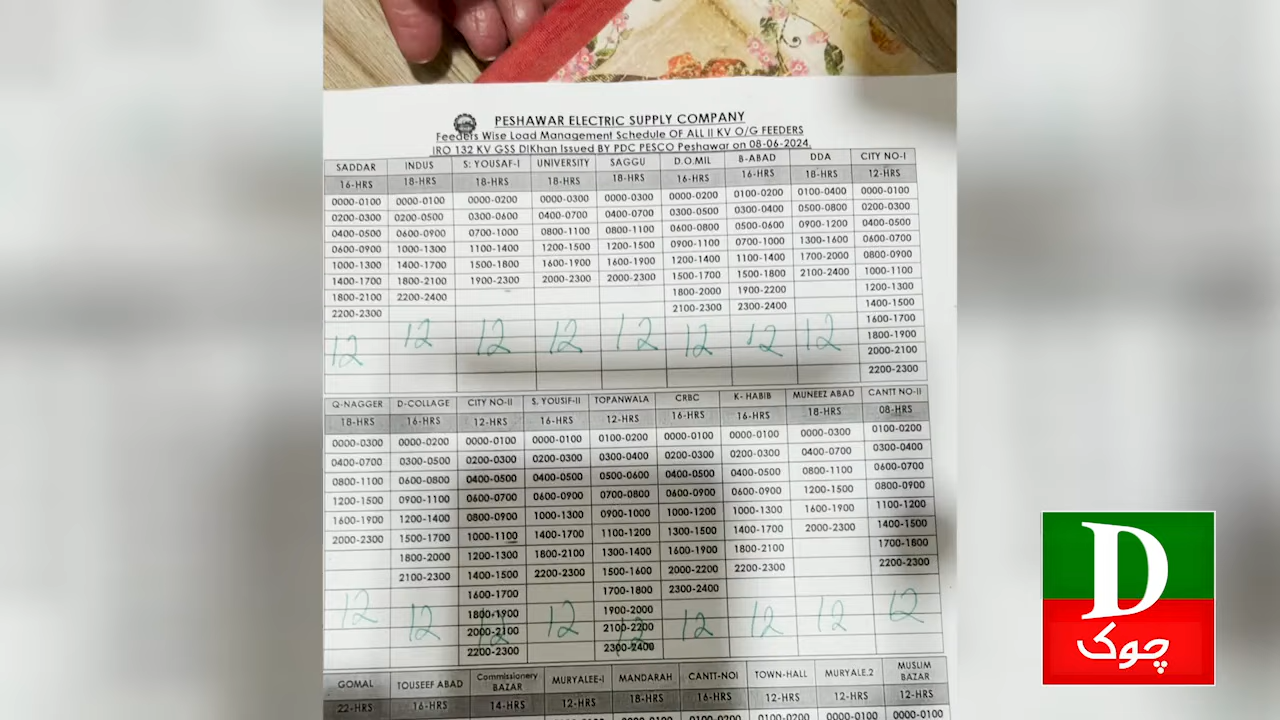 PESHAWAR ELECTRIC SUPPLY COMPANY
Feeders Wise Load Management Schedule OF ALL II KV O/G FEEDERS
IRO 132 KV GSS DIKhan Issued BY PDC PESCO Peshawar on 08-06-2024.
SADDAR INDUS S: YOUSAF-I UNIVERSITY SAGGU D.O.MIL B-ABAD DDA CITY NO-I
16-HRS 18-HRS 18-HRS 18-HRS 18-HRS 16-HRS 16-HRS 18-HRS 12-HRS
0000-0100 0000-0100 0000-0200 0000-0300 0000-0300 0000-0200 0100-0200 0100-0400 0000-0100
0200-0300 0200-0500 0300-0600 0400-0700 0400-0700 0300-0500 0300-0400 0500-0800 0200-0300
0400-0500 0600-0900 0700-1000 0800-1100 0800-1100 0600-0800 0500-0600 0900-1200 0400-0500
0600-0900 1000-1300 1100-1400 1200-1500 1200-1500 0900-1100 0700-1000 1300-1600 0600-0700
1000-1300 1400-1700 1500-1800 1600-1900 1600-1900 1200-1400 1100-1400 1700-2000 0800-0900
1400-1700 1800-2100 1900-2300 2000-2300 2000-2300 1500-1700 1500-1800 2100-2400 1000-1100
1800-2100 2200-2400 1800-2000 1900-2200 1200-1300
2200-2300 2100-2300 2300-2400 1400-1500
1600-1700
12 12 12 12 12 12 12 12 1800-1900
2000-2100
2200-2300
Q-NAGGER D-COLLAGE CITY NO-II S. YOUSIF-II TOPANWALA CRBC K- HABIB MUNEEZ ABAD CANTT NO-II
18-HRS 16-HRS 12-HRS 16-HRS 12-HRS 16-HRS 16-HRS 18-HRS 08-HRS
0000-0300 0000-0200 0000-0100 0000-0100 0100-0200 0000-0100 0000-0100 0000-0300 0100-0200
0400-0700 0300-0500 0200-0300 0200-0300 0300-0400 0200-0300 0200-0300 0400-0700 0300-0400
0800-1100 0600-0800 0400-0500 0400-0500 0500-0600 0400-0500 0400-0500 0800-1100 0600-0700
1200-1500 0900-1100 0600-0700 0600-0900 0700-0800 0600-0900 0600-0900 1200-1500 0800-0900
1600-1900 1200-1400 0800-0900 1000-1300 0900-1000 1000-1200 1000-1300 1600-1900 1100-1200
2000-2300 1500-1700 1000-1100 1400-1700 1100-1200 1300-1500 1400-1700 2000-2300 1400-1500
1800-2000 1200-1300 1800-2100 1300-1400 1600-1900 1800-2100 1700-1800
2100-2300 1400-1500 2200-2300 1500-1600 2000-2200 2200-2300 2200-2300
1600-1700 1700-1800 2300-2400
12 12 1800-1900 12 1900-2000 12 12 12 12
2000-2100 12 2100-2200 12
2200-2300 2300-2400
GOMAL TOUSEEF ABAD Commissionery BAZAR MURYALEE-I MANDARAH CANTT-NOI TOWN-HALL MURYALE.2 MUSLIM BAZAR
22-HRS 16-HRS 14-HRS 12-HRS 18-HRS 16-HRS 12-HRS 12-HRS 12-HRS
0000-0100 0100-0200 0100-0200 0000-0100 0000-0100
D
چوک